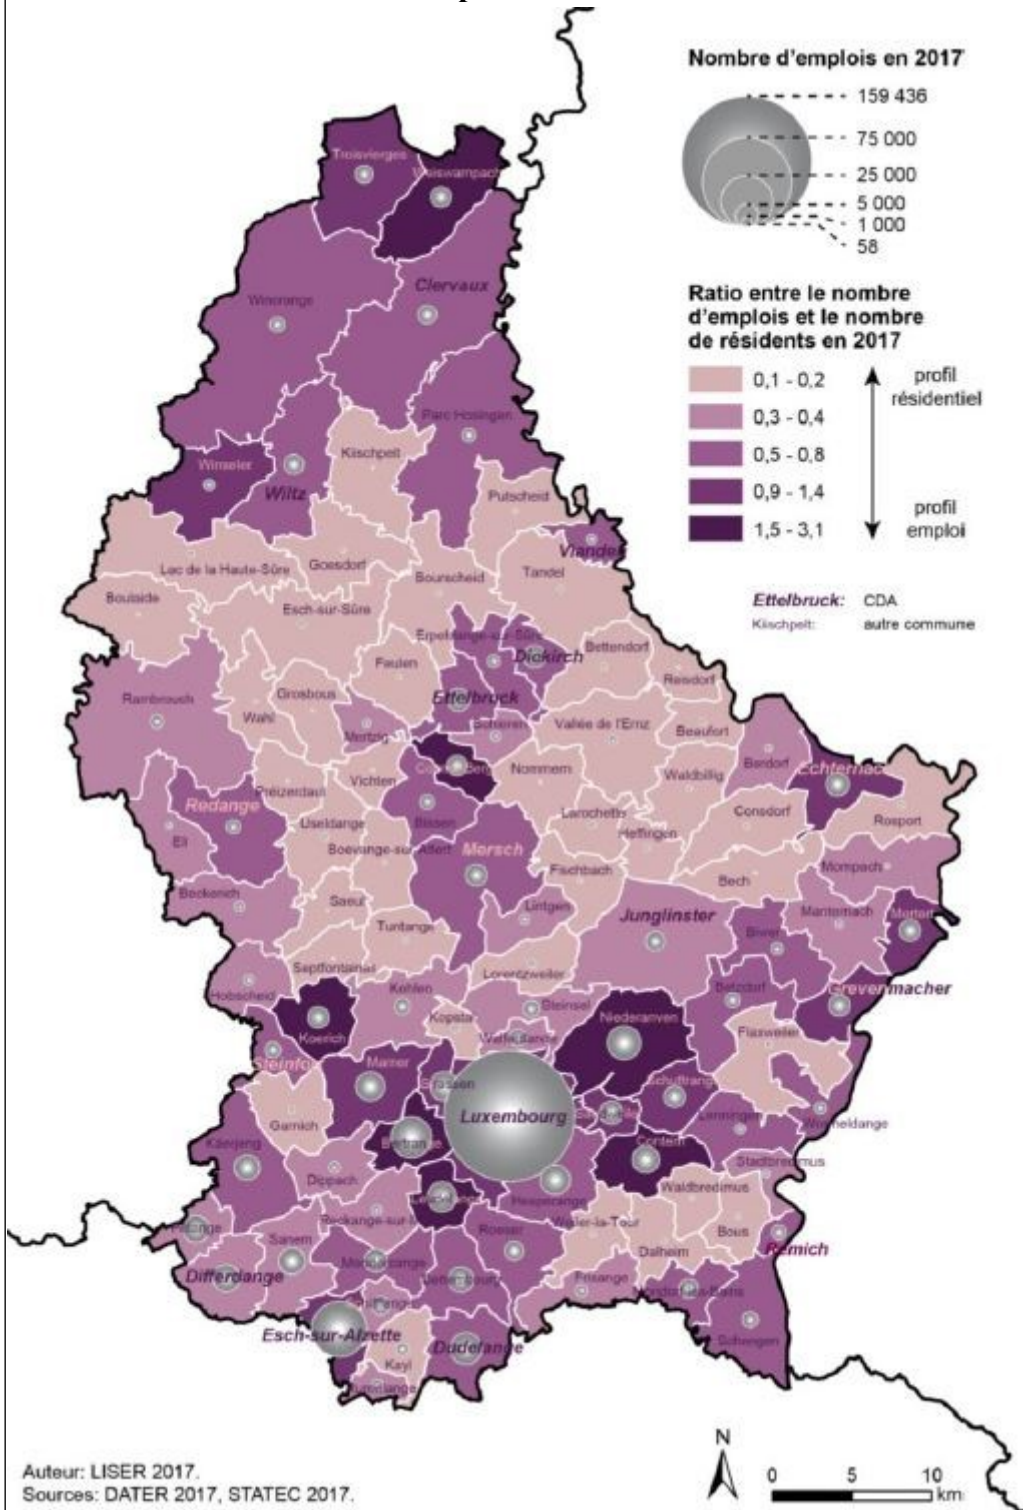 Nombre d'emplois en 2017
159 436
75 000
25 000
5 000
1 000
58
Ratio entre le nombre
d'emplois et le nombre
de résidents en 2017
0,1 - 0,2
0,3 - 0,4
0,5 - 0,8
0,9 - 1,4
1,5 - 3,1
profil
résidentiel
profil
emploi
Ettelbruck: CDA
Kiischpelt: autre commune
Troisvierges
Weiswampach
Clervaux
Wincrange
Parc Hosingen
Kiischpelt
Winseler
Wiltz
Putscheid
Vianden
Lac de la Haute-Sûre
Goesdorf
Bourscheid
Tandel
Boulaide
Esch-sur-Sûre
Erpeldange-sur-Sûre
Diekirch
Bettendorf
Feulen
Reisdorf
Grosbous
Ettelbruck
Rambrouch
Wahl
Mertzig
Schieren
Vallée de l'Ernz
Beaufort
Nommern
Waldbillig
Berdorf
Echternach
Vichten
Préizerdaul
Redange
Bissen
Larochette
Consdorf
Rosport
Useldange
Heffingen
Ell
Boevange-sur-Attert
Mersch
Fischbach
Bech
Mompach
Beckerich
Saeul
Lintgen
Junglinster
Manternach
Mertert
Tuntange
Biwer
Septfontaines
Lorentzweiler
Hobscheid
Kehlen
Betzdorf
Grevenmacher
Steinsel
Koerich
Kopstal
Niederanven
Flaxweiler
Walferdange
Steinfort
Mamer
Strassen
Schuttrange
Luxembourg
Lenningen
Wormeldange
Garnich
Käerjeng
Bertrange
Contern
Stadtbredimus
Dippach
Waldbredimus
Hesperange
Reckange-sur-M
Weiler-la-Tour
Roeser
Bous
Sanem
Remich
Dalheim
Mondercange
Differdange
Bettembourg
Frisange
Mondorf-les-Bains
Esch-sur-Alzette
Dudelange
Schengen
Kayl
Rumelange
N
Auteur: LISER 2017.
Sources: DATER 2017, STATEC 2017.
0 5 10
km